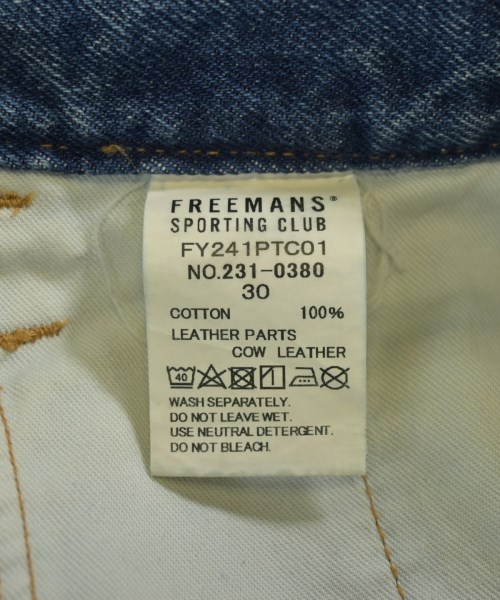 FREEMANS®
SPORTING CLUB
FY241PTC01
NO.231-0380
30
COTTON 100%
LEATHER PARTS
COW LEATHER
40
WASH SEPARATELY.
DO NOT LEAVE WET.
USE NEUTRAL DETERGENT.
DO NOT BLEACH.